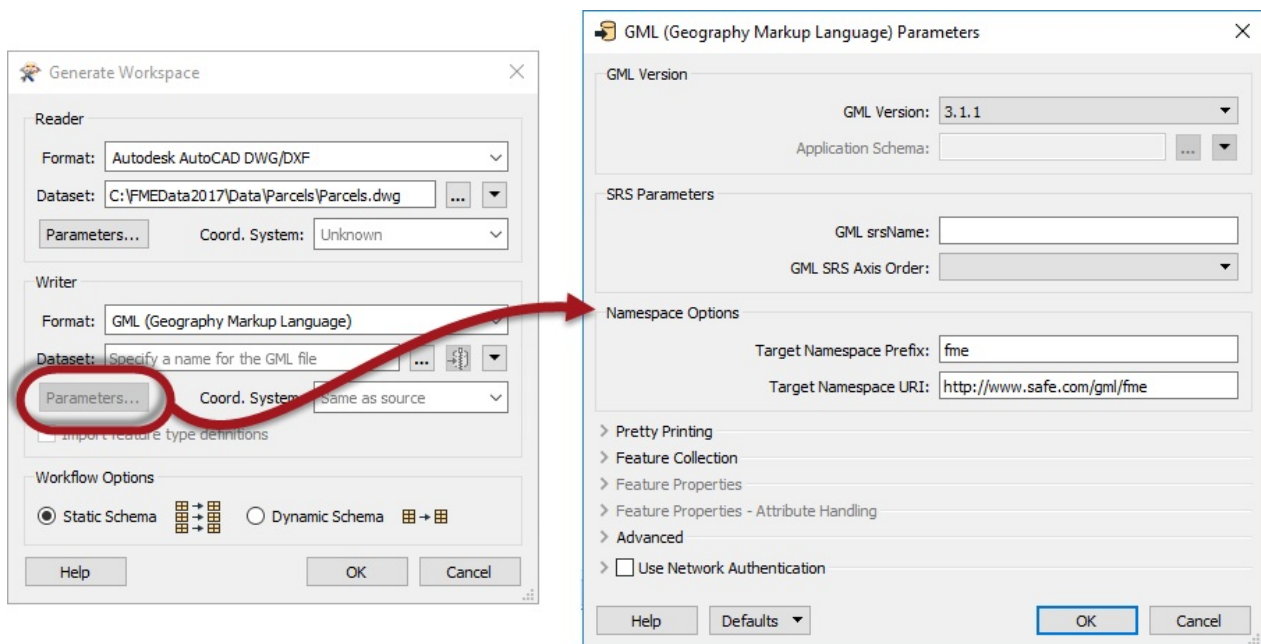 Generate Workspace
Reader
Format: Autodesk AutoCAD DWG/DXF
Dataset: C:\FMEData2017\Data\Parcels\Parcels.dwg ...
Parameters... Coord. System: Unknown
Writer
Format: GML (Geography Markup Language)
Dataset: Specify a name for the GML file ...
Parameters... Coord. System: Same as source
Import feature type definitions
Workflow Options
Static Schema Dynamic Schema
Help OK Cancel
GML (Geography Markup Language) Parameters
GML Version
GML Version: 3.1.1
Application Schema: ...
SRS Parameters
GML srsName:
GML SRS Axis Order:
Namespace Options
Target Namespace Prefix: fme
Target Namespace URI: http://www.safe.com/gml/fme
Pretty Printing
Feature Collection
Feature Properties
Feature Properties - Attribute Handling
Advanced
Use Network Authentication
Help Defaults OK Cancel